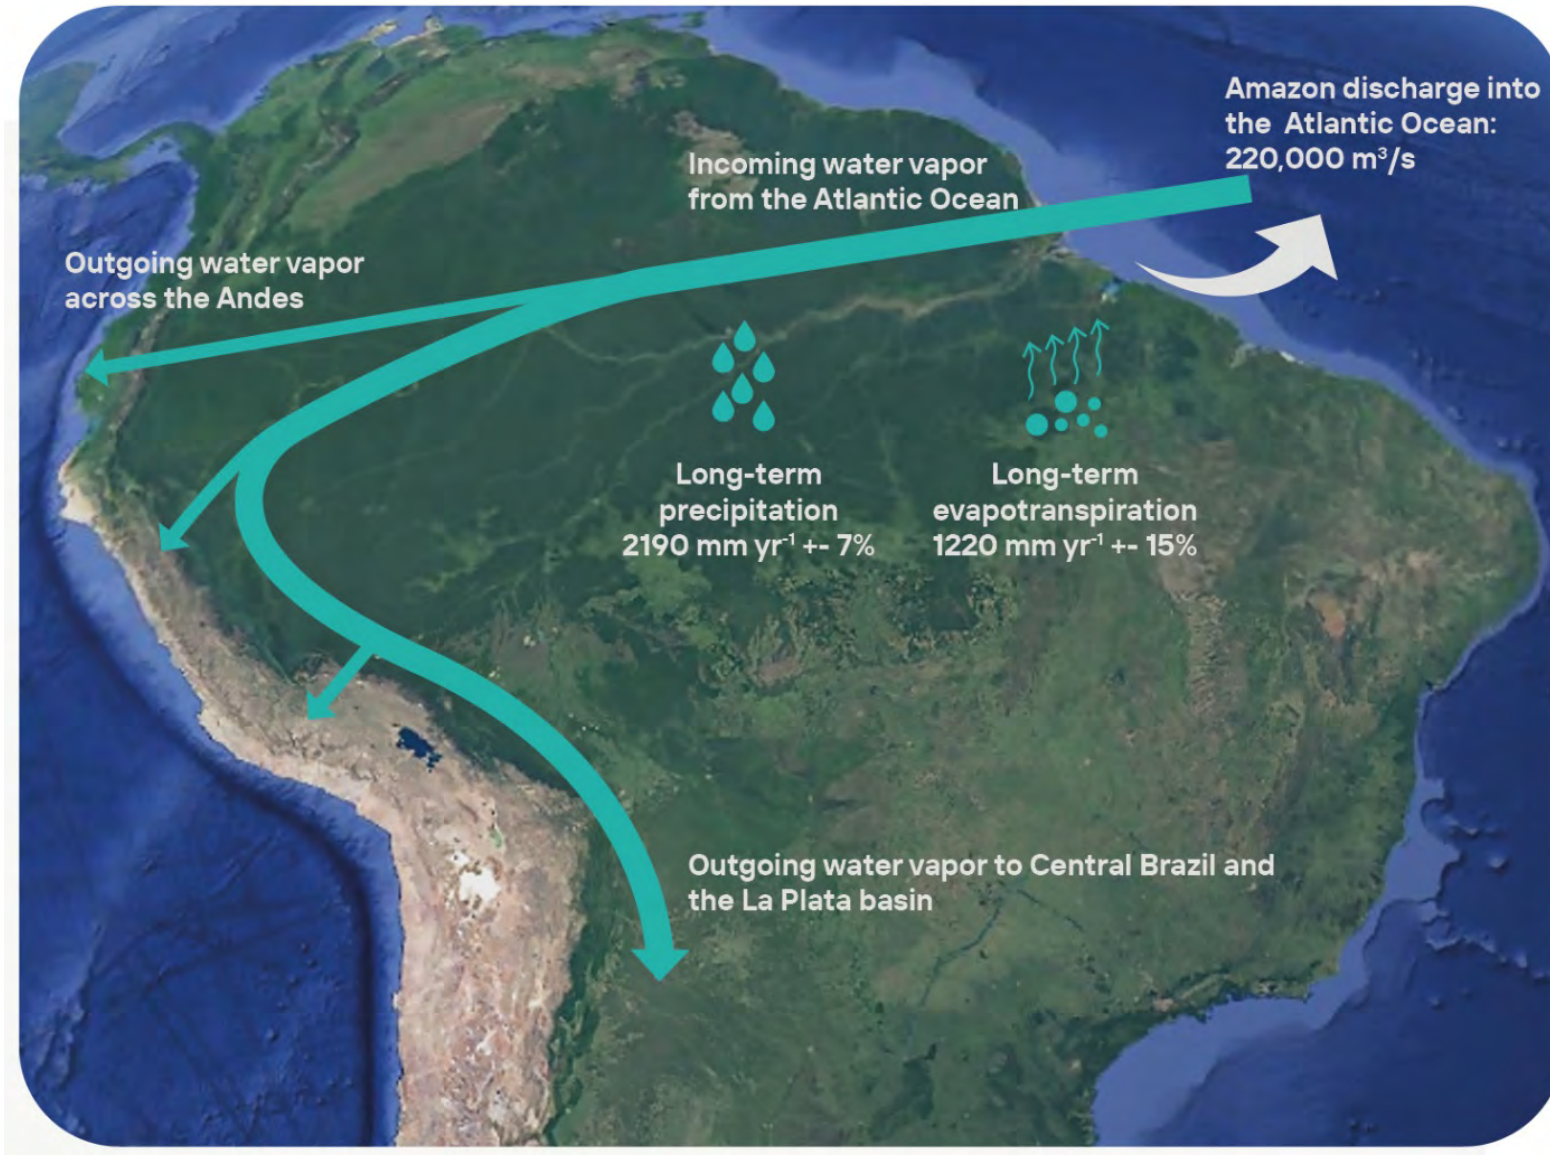 Amazon discharge into
the Atlantic Ocean:
220,000 m³/s
Incoming water vapor
from the Atlantic Ocean
Outgoing water vapor
across the Andes
Long-term
precipitation
2190 mm yr⁻¹ +- 7%
Long-term
evapotranspiration
1220 mm yr⁻¹ +- 15%
Outgoing water vapor to Central Brazil and
the La Plata basin